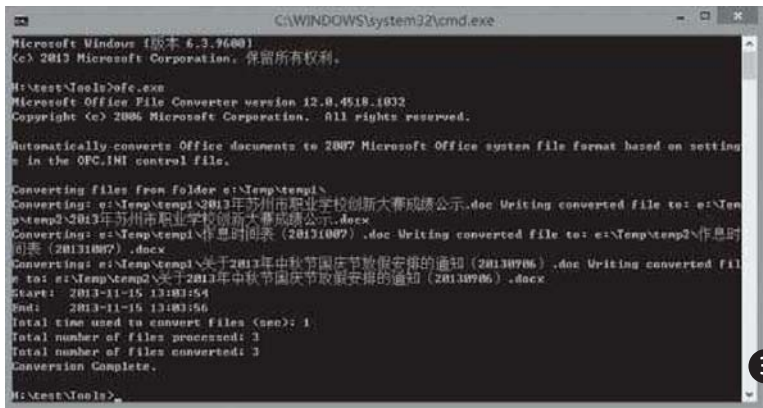 C:\WINDOWS\system32\cmd.exe
Microsoft Windows [版本 6.3.9600]
(c) 2013 Microsoft Corporation. 保留所有权利。
H:\test\Tools>ofc.exe
Microsoft Office File Converter version 12.0.4518.1032
Copyright (c) 2006 Microsoft Corporation.  All rights reserved.
Automatically converts Office documents to 2007 Microsoft Office system file format based on setting
s in the OFC.INI control file.
Converting files from folder e:\Temp\temp1\
Converting: e:\Temp\temp1\2013年苏州市职业学校创新大赛成绩公示.doc Writing converted file to: e:\Tem
p\temp2\2013年苏州市职业学校创新大赛成绩公示.docx
Converting: e:\Temp\temp1\作息时间表（20131007）.doc Writing converted file to: e:\Temp\temp2\作息时
间表（20131007）.docx
Converting: e:\Temp\temp1\关于2013年中秋节国庆节放假安排的通知（20130906）.doc Writing converted fil
e to: e:\Temp\temp2\关于2013年中秋节国庆节放假安排的通知（20130906）.docx
Start:  2013-11-15 13:03:54
End:    2013-11-15 13:03:56
Total time used to convert files (sec): 1
Total number of files processed: 3
Total number of files converted: 3
Conversion Complete.
H:\test\Tools>_